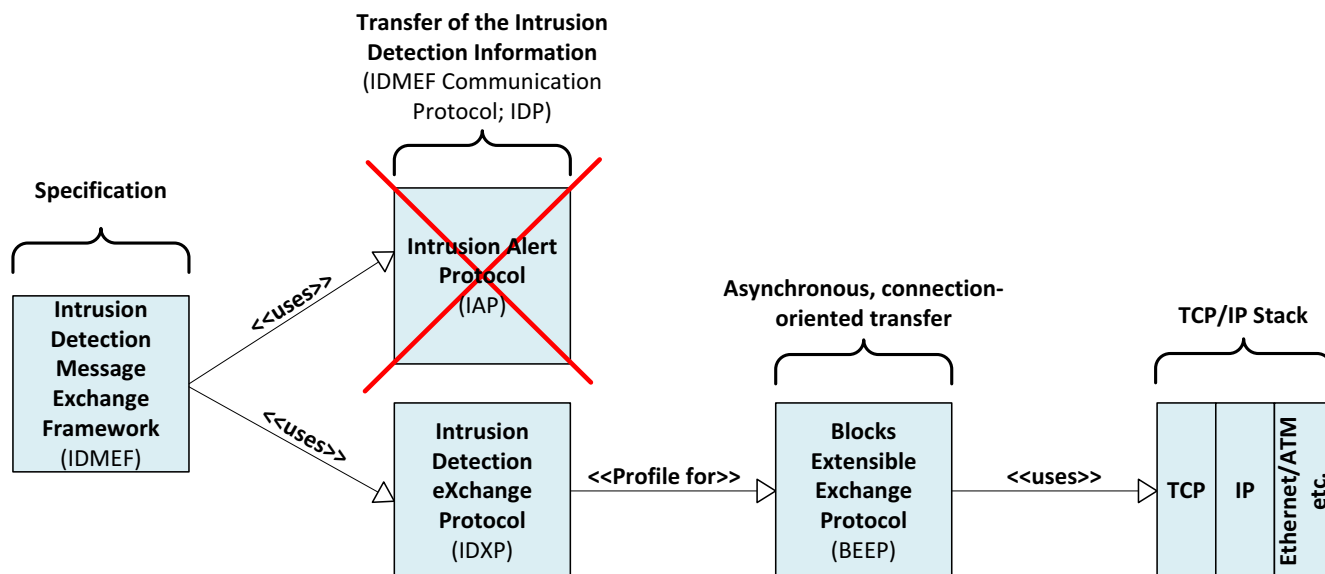 Transfer of the Intrusion
Detection Information
(IDMEF Communication
Protocol; IDP)
Specification
Intrusion
Detection
Message
Exchange
Framework
(IDMEF)
<<uses>>
<<uses>>
Intrusion Alert
Protocol
(IAP)
Intrusion
Detection
eXchange
Protocol
(IDXP)
<<Profile for>>
Asynchronous, connection-
oriented transfer
Blocks
Extensible
Exchange
Protocol
(BEEP)
<<uses>>
TCP/IP Stack
TCP
IP
Ethernet/ATM
etc.